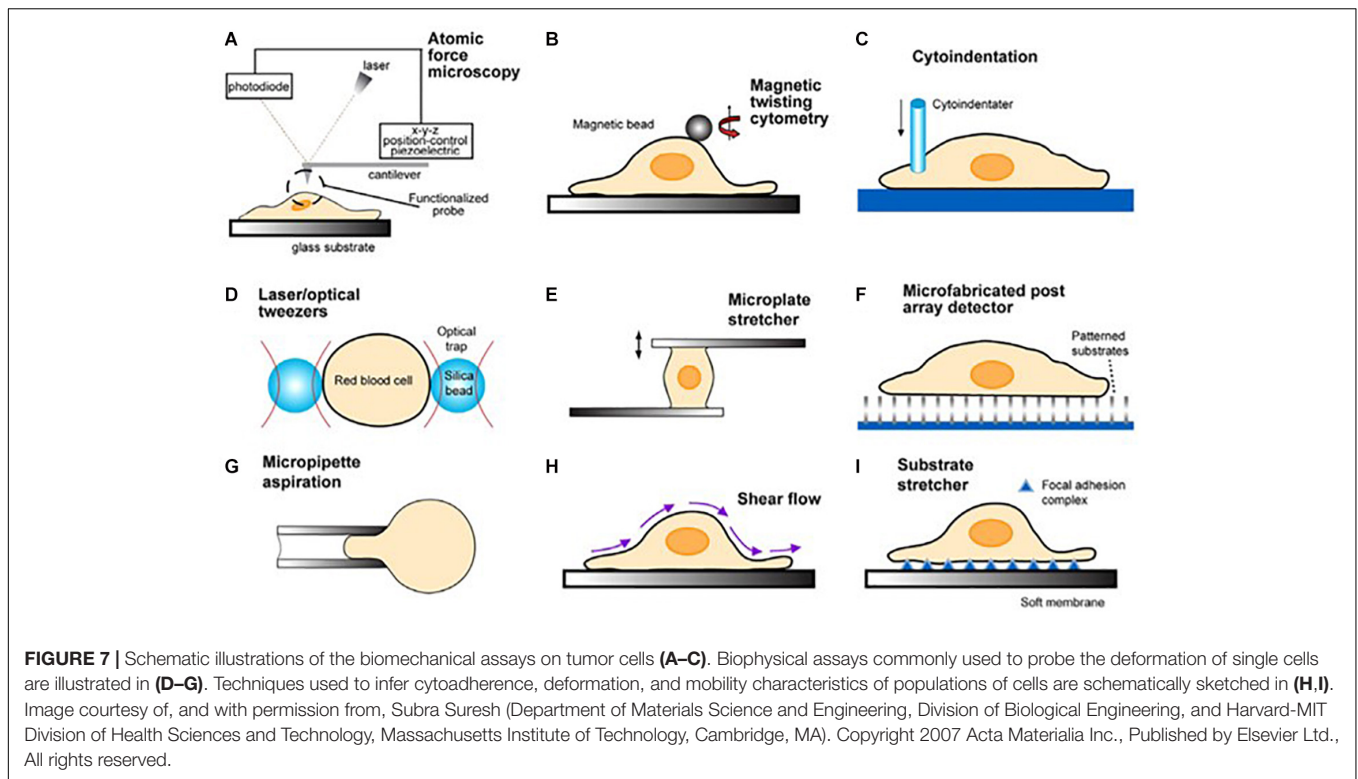 A
Atomic
force
microscopy
laser
photodiode
x-y-z
position-control
piezoelectric
cantilever
Functionalized
probe
glass substrate
B
Magnetic
twisting
cytometry
Magnetic bead
C
Cytoindentation
Cytoindentater
D
Laser/optical
tweezers
Optical
trap
Red blood cell
Silica
bead
E
Microplate
stretcher
F
Microfabricated post
array detector
Patterned
substrates
G
Micropipette
aspiration
H
Shear flow
I
Substrate
stretcher
Focal adhesion
complex
Soft membrane
FIGURE 7 | Schematic illustrations of the biomechanical assays on tumor cells (A–C). Biophysical assays commonly used to probe the deformation of single cells
are illustrated in (D–G). Techniques used to infer cytoadherence, deformation, and mobility characteristics of populations of cells are schematically sketched in (H,I).
Image courtesy of, and with permission from, Subra Suresh (Department of Materials Science and Engineering, Division of Biological Engineering, and Harvard-MIT
Division of Health Sciences and Technology, Massachusetts Institute of Technology, Cambridge, MA). Copyright 2007 Acta Materialia Inc., Published by Elsevier Ltd.,
All rights reserved.